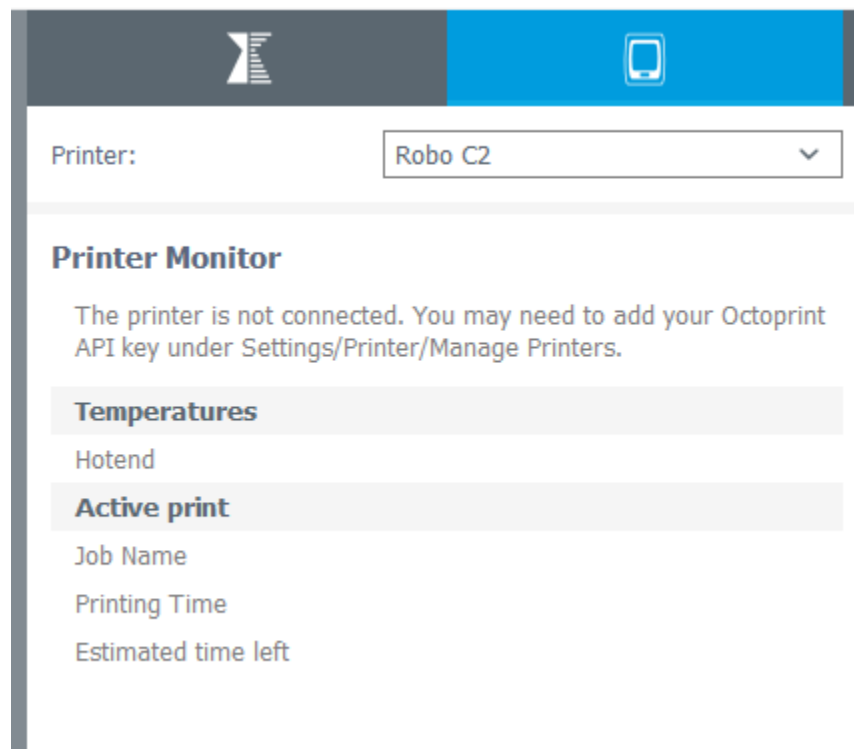 Printer:
Robo C2
Printer Monitor
The printer is not connected. You may need to add your Octoprint
API key under Settings/Printer/Manage Printers.
Temperatures
Hotend
Active print
Job Name
Printing Time
Estimated time left